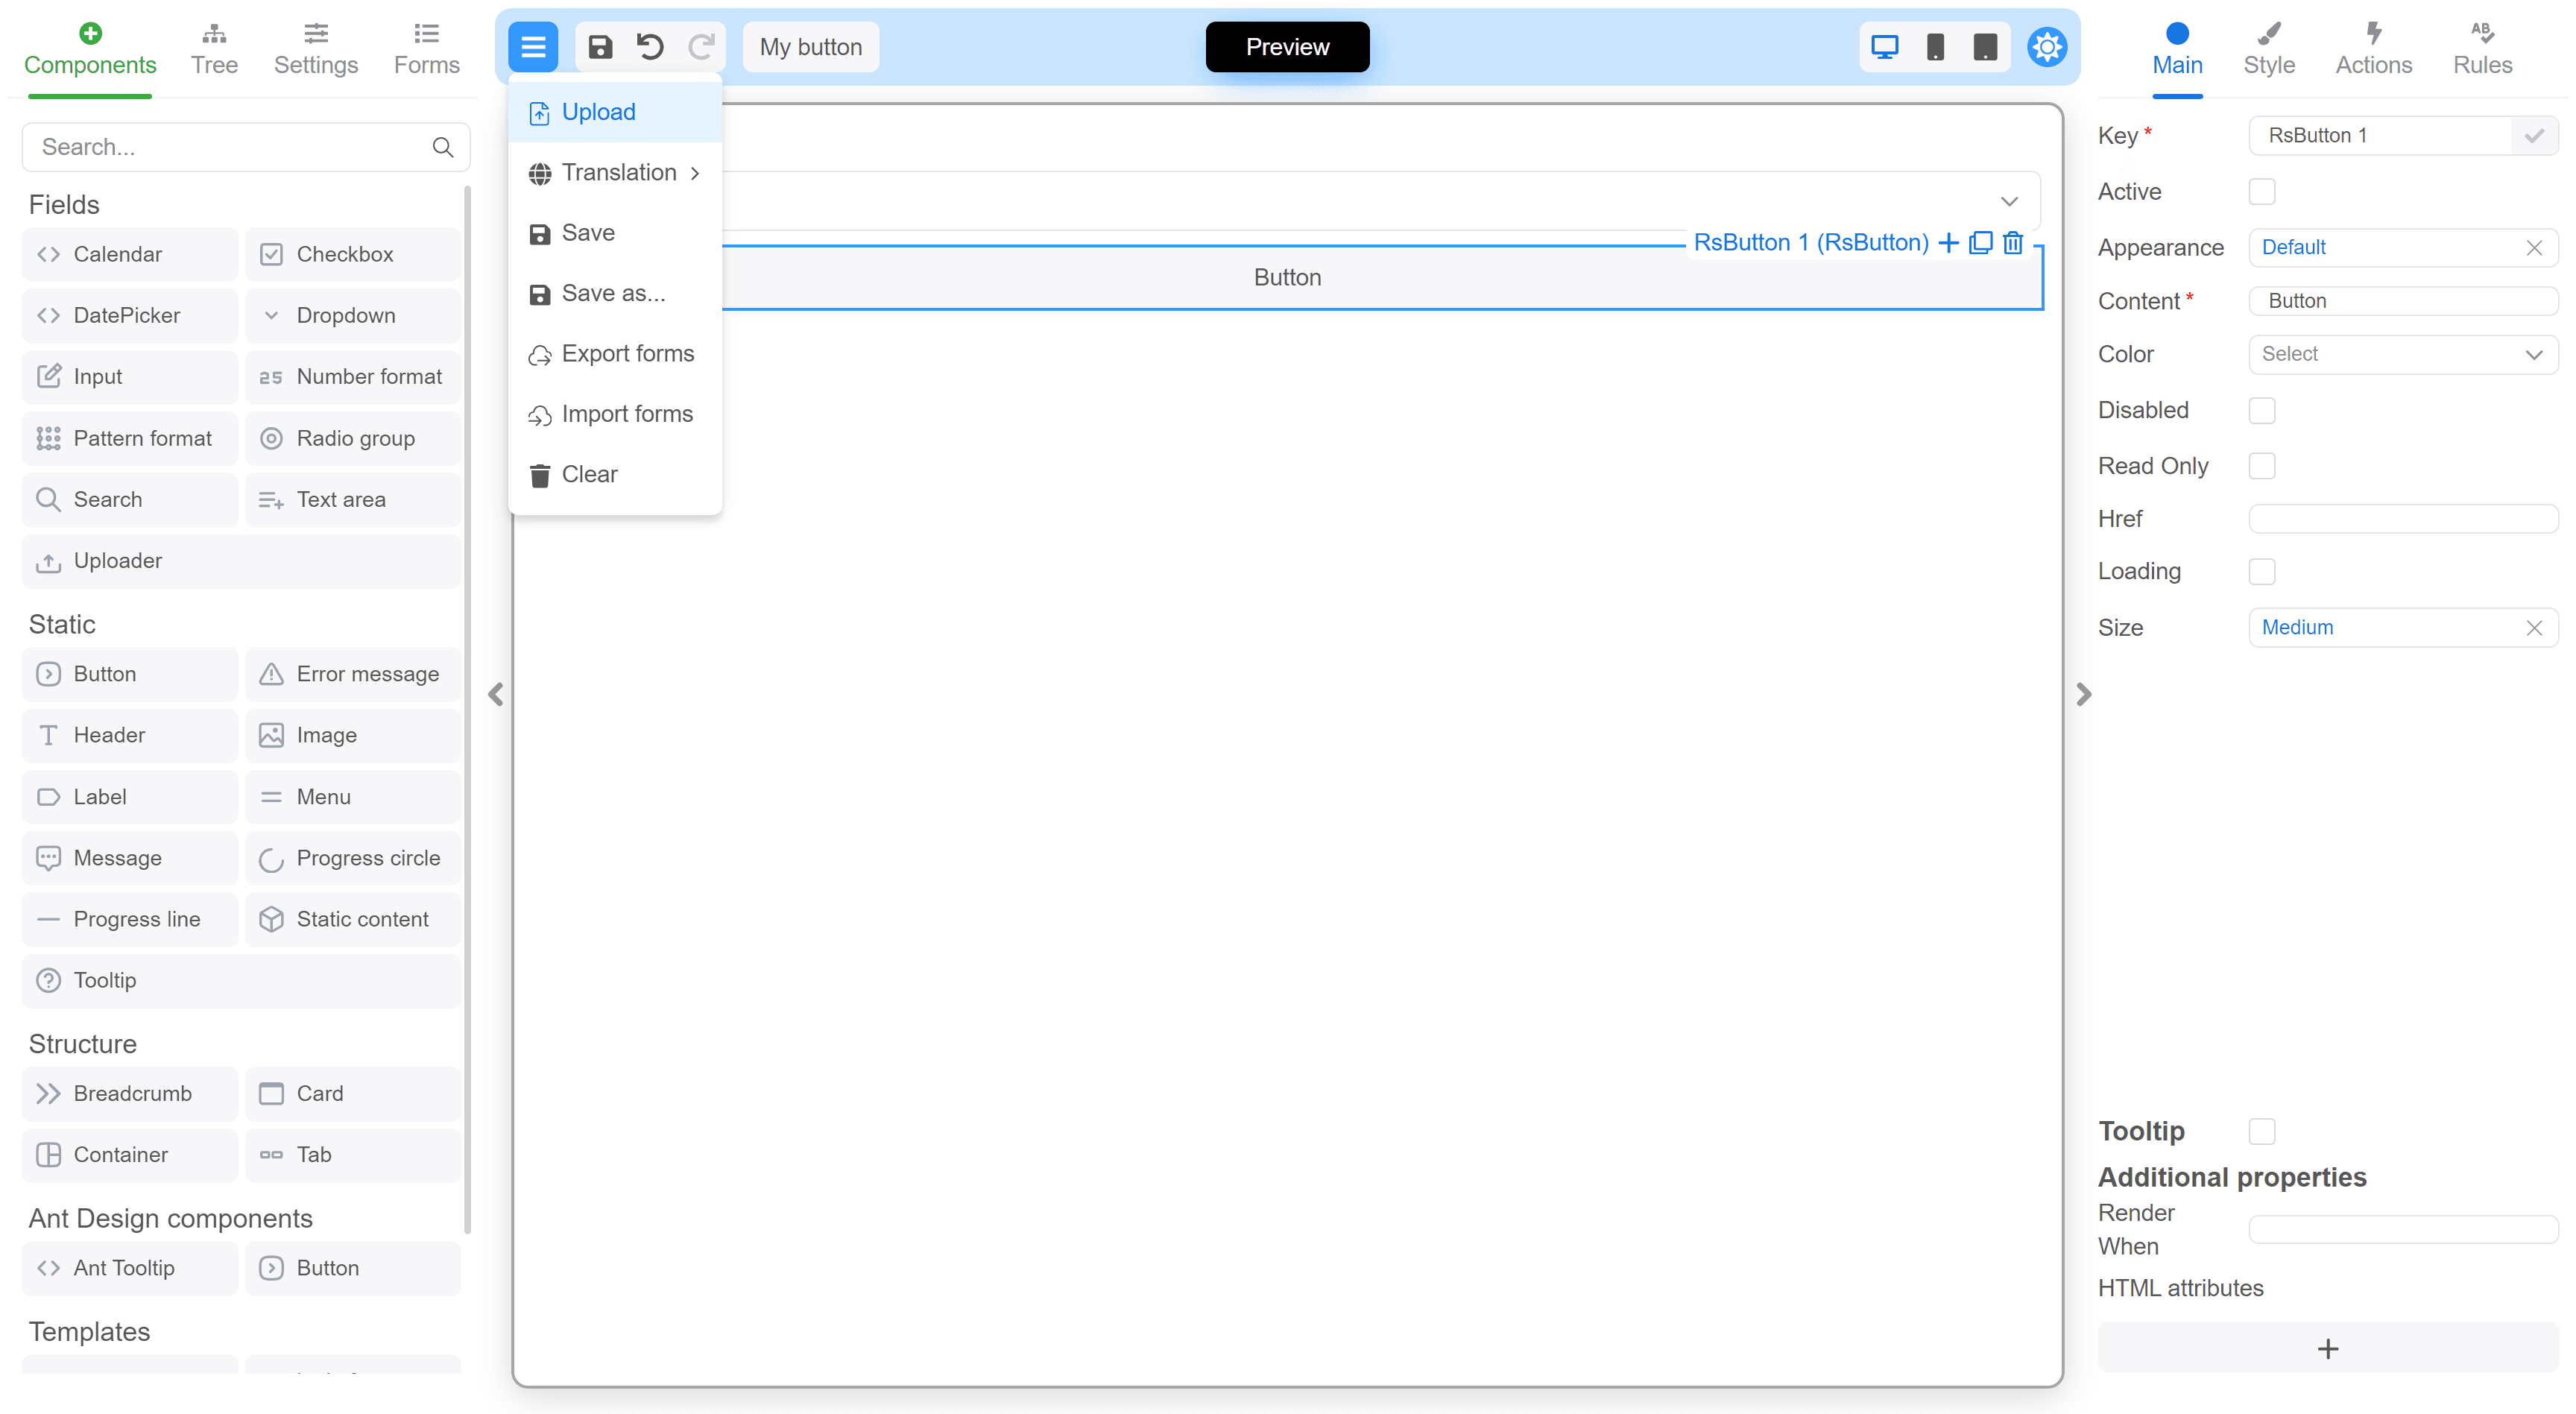 Components
Tree
Settings
Forms
Search...
Fields
Calendar
Checkbox
DatePicker
Dropdown
Input
25 Number format
Pattern format
Radio group
Search
Text area
Uploader
Static
Button
Error message
Header
Image
Label
Menu
Message
Progress circle
Progress line
Static content
Tooltip
Structure
Breadcrumb
Card
Container
Tab
Ant Design components
Ant Tooltip
Button
Templates
My button
Preview
Upload
Translation
Save
Save as...
Export forms
Import forms
Clear
RsButton 1 (RsButton)
Button
Main
Style
Actions
AB
Rules
Key * RsButton 1
Active
Appearance Default
Content * Button
Color Select
Disabled
Read Only
Href
Loading
Size Medium
Tooltip
Additional properties
Render
When
HTML attributes